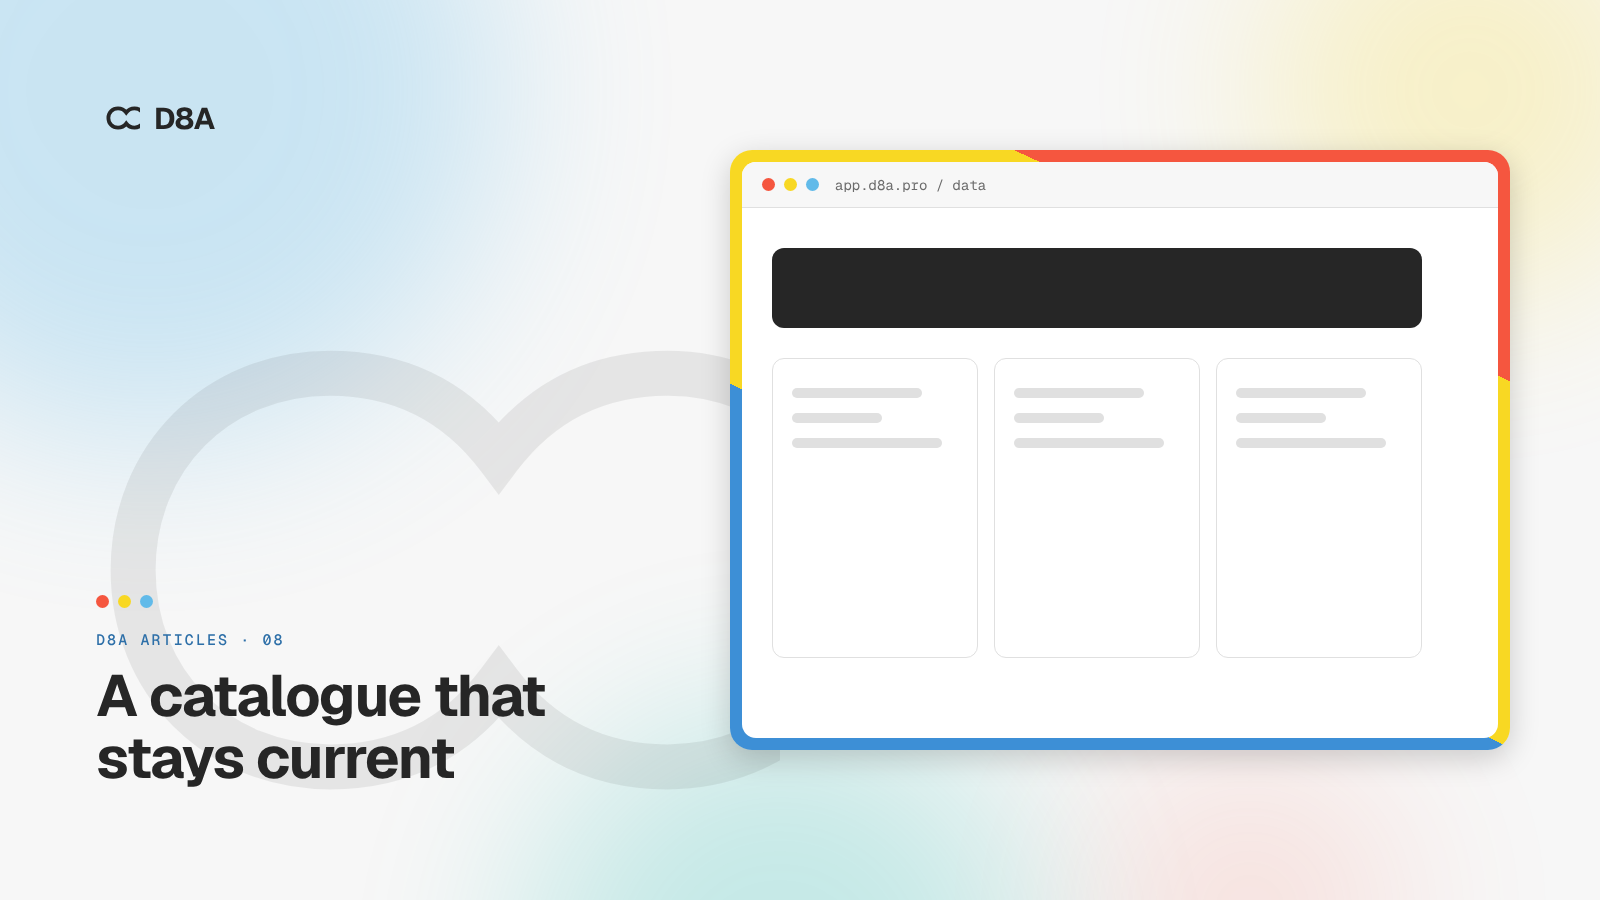 D8A
app.d8a.pro / data
D8A ARTICLES · 08
A catalogue that
stays current